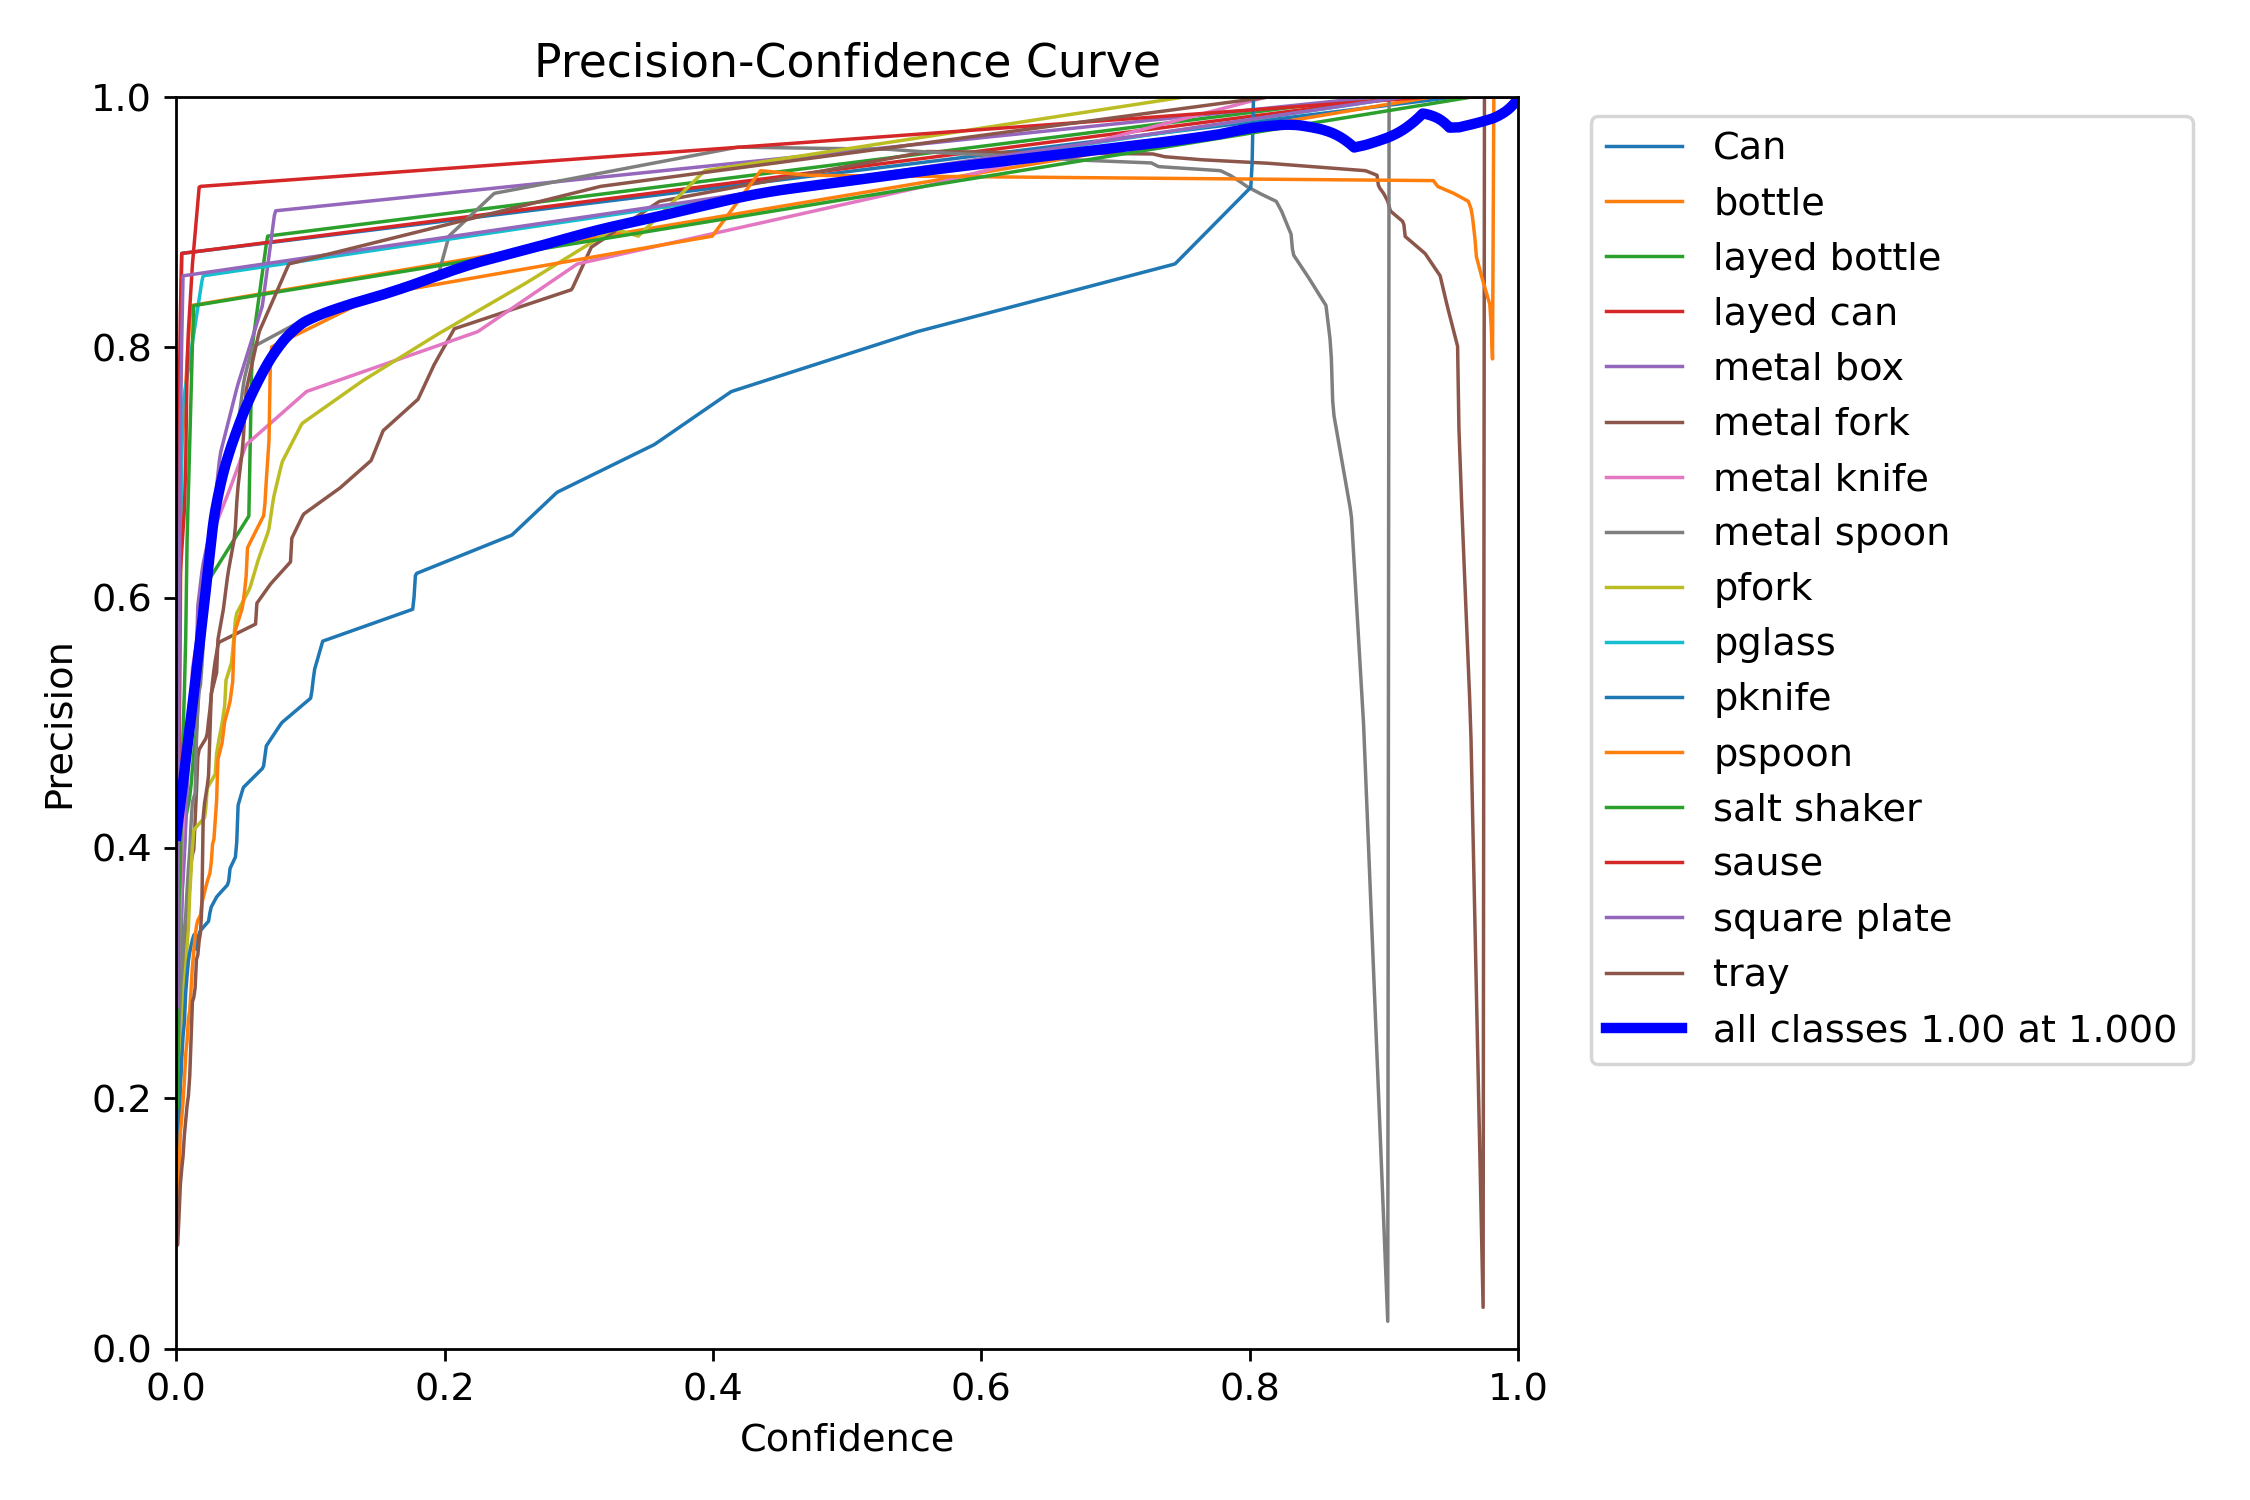 Precision-Confidence Curve
1.0
0.8
0.6
0.4
0.2
0.0
Precision
0.0 0.2 0.4 0.6 0.8 1.0
Confidence
Can
bottle
layed bottle
layed can
metal box
metal fork
metal knife
metal spoon
pfork
pglass
pknife
pspoon
salt shaker
sause
square plate
tray
all classes 1.00 at 1.000